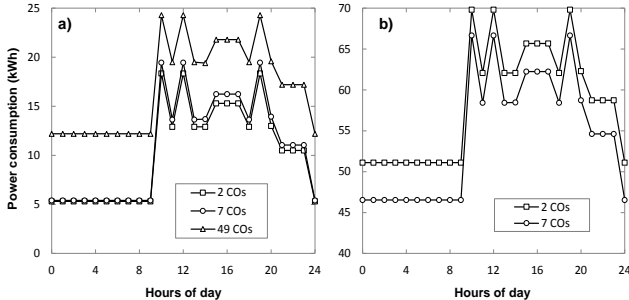 a)
Power consumption (kWh)
25
20
15
10
5
0
2 COs
7 COs
49 COs
0 4 8 12 16 20 24
Hours of day
b)
70
65
60
55
50
45
40
2 COs
7 COs
0 4 8 12 16 20 24
Hours of day